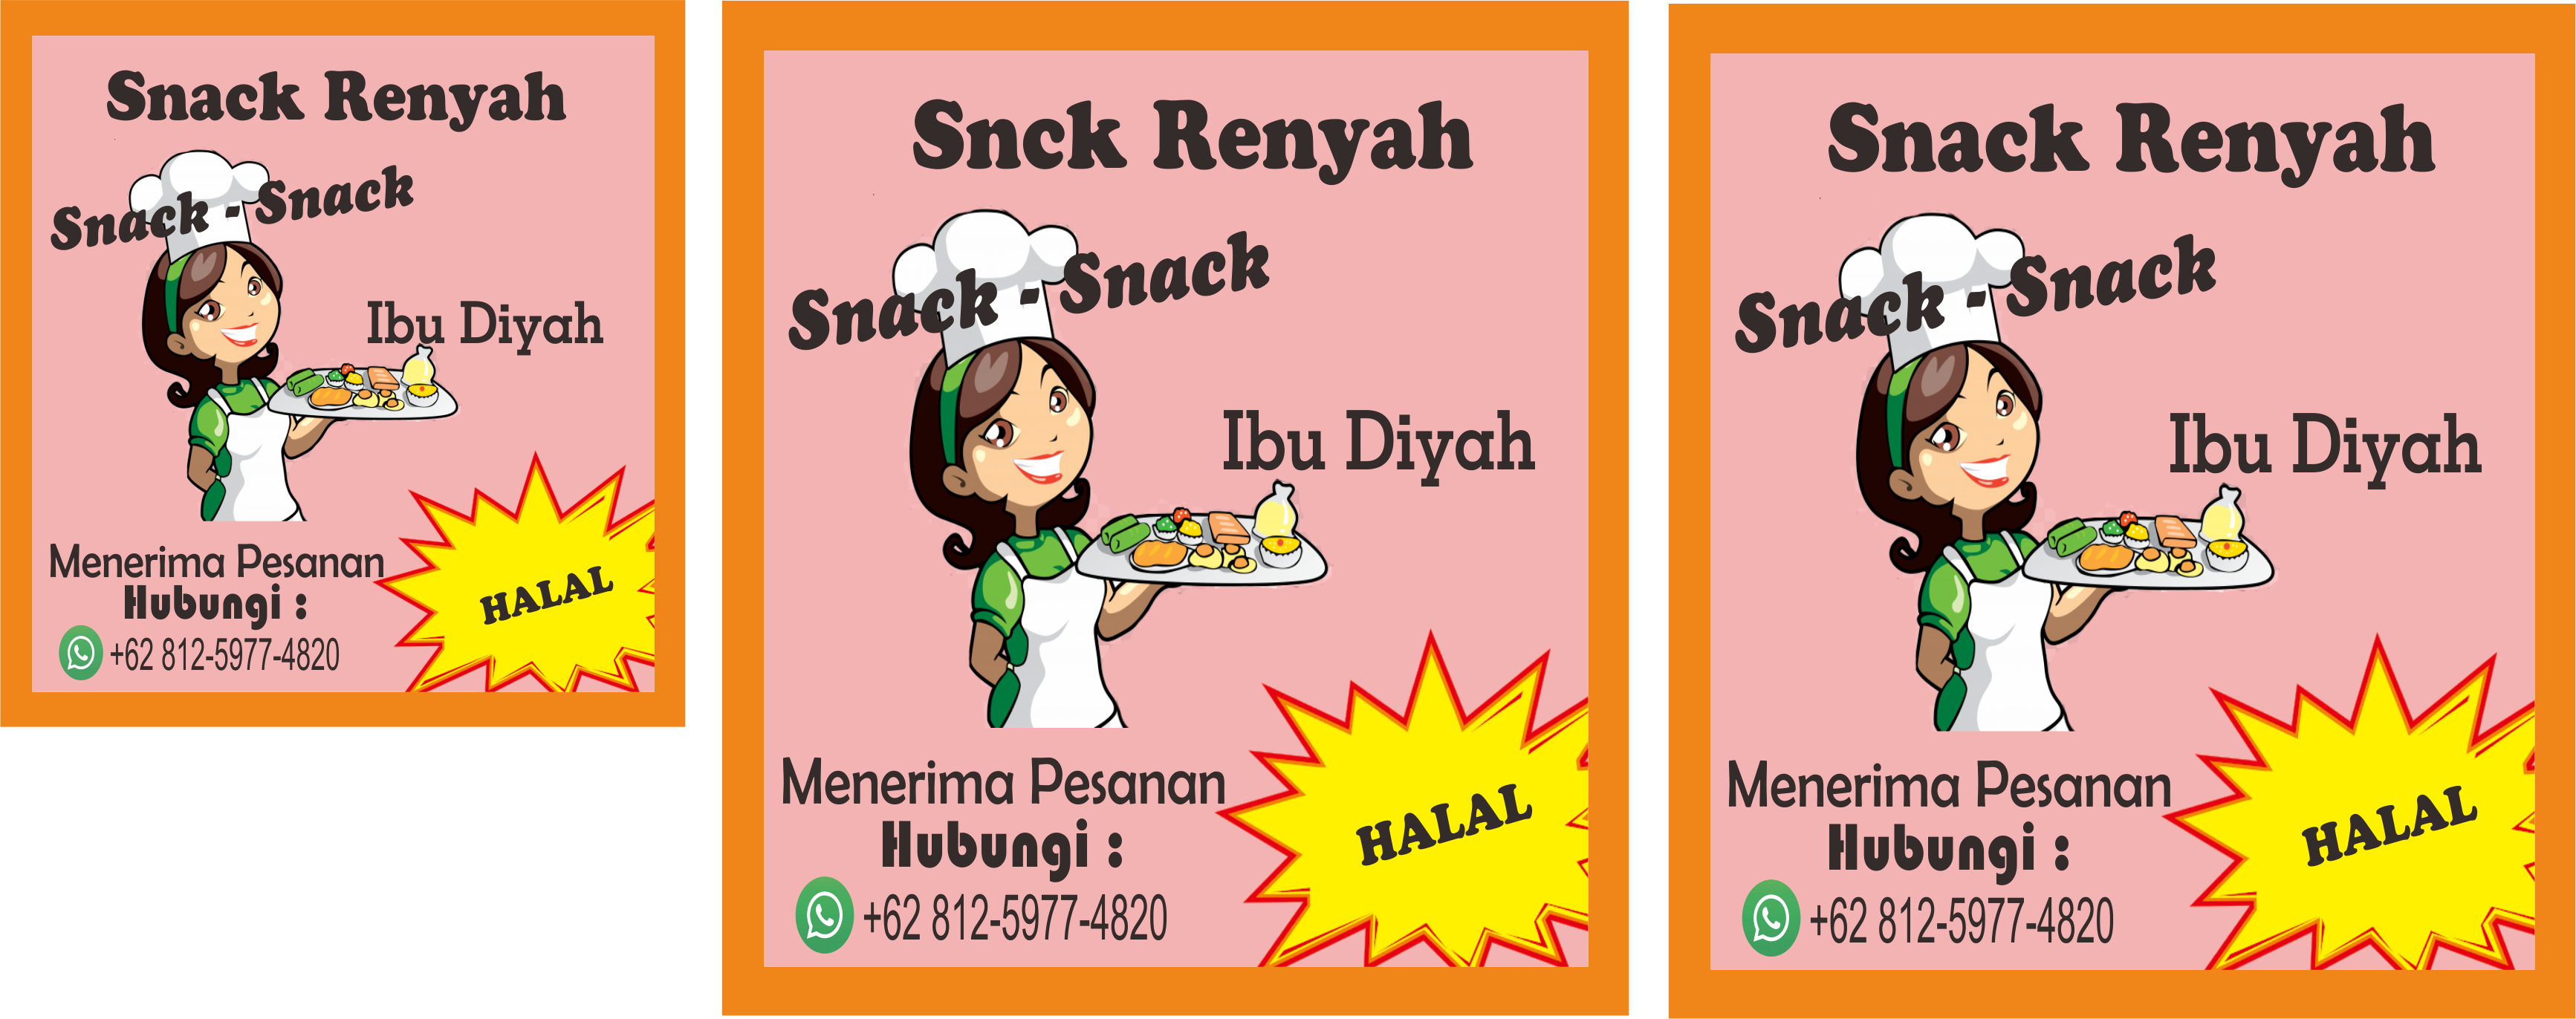 Snack Renyah
Snack - Snack
Ibu Diyah
Menerima Pesanan
Hubungi :
+62 812-5977-4820
HALAL
Snck Renyah
Snack - Snack
Ibu Diyah
Menerima Pesanan
Hubungi :
+62 812-5977-4820
HALAL
Snack Renyah
Snack - Snack
Ibu Diyah
Menerima Pesanan
Hubungi :
+62 812-5977-4820
HALAL